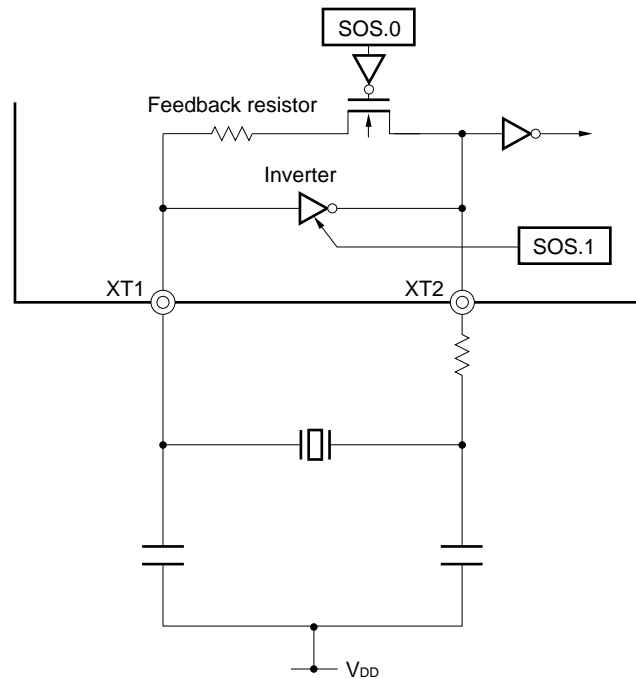 SOS.0
Feedback resistor
Inverter
SOS.1
XT1
XT2
VDD